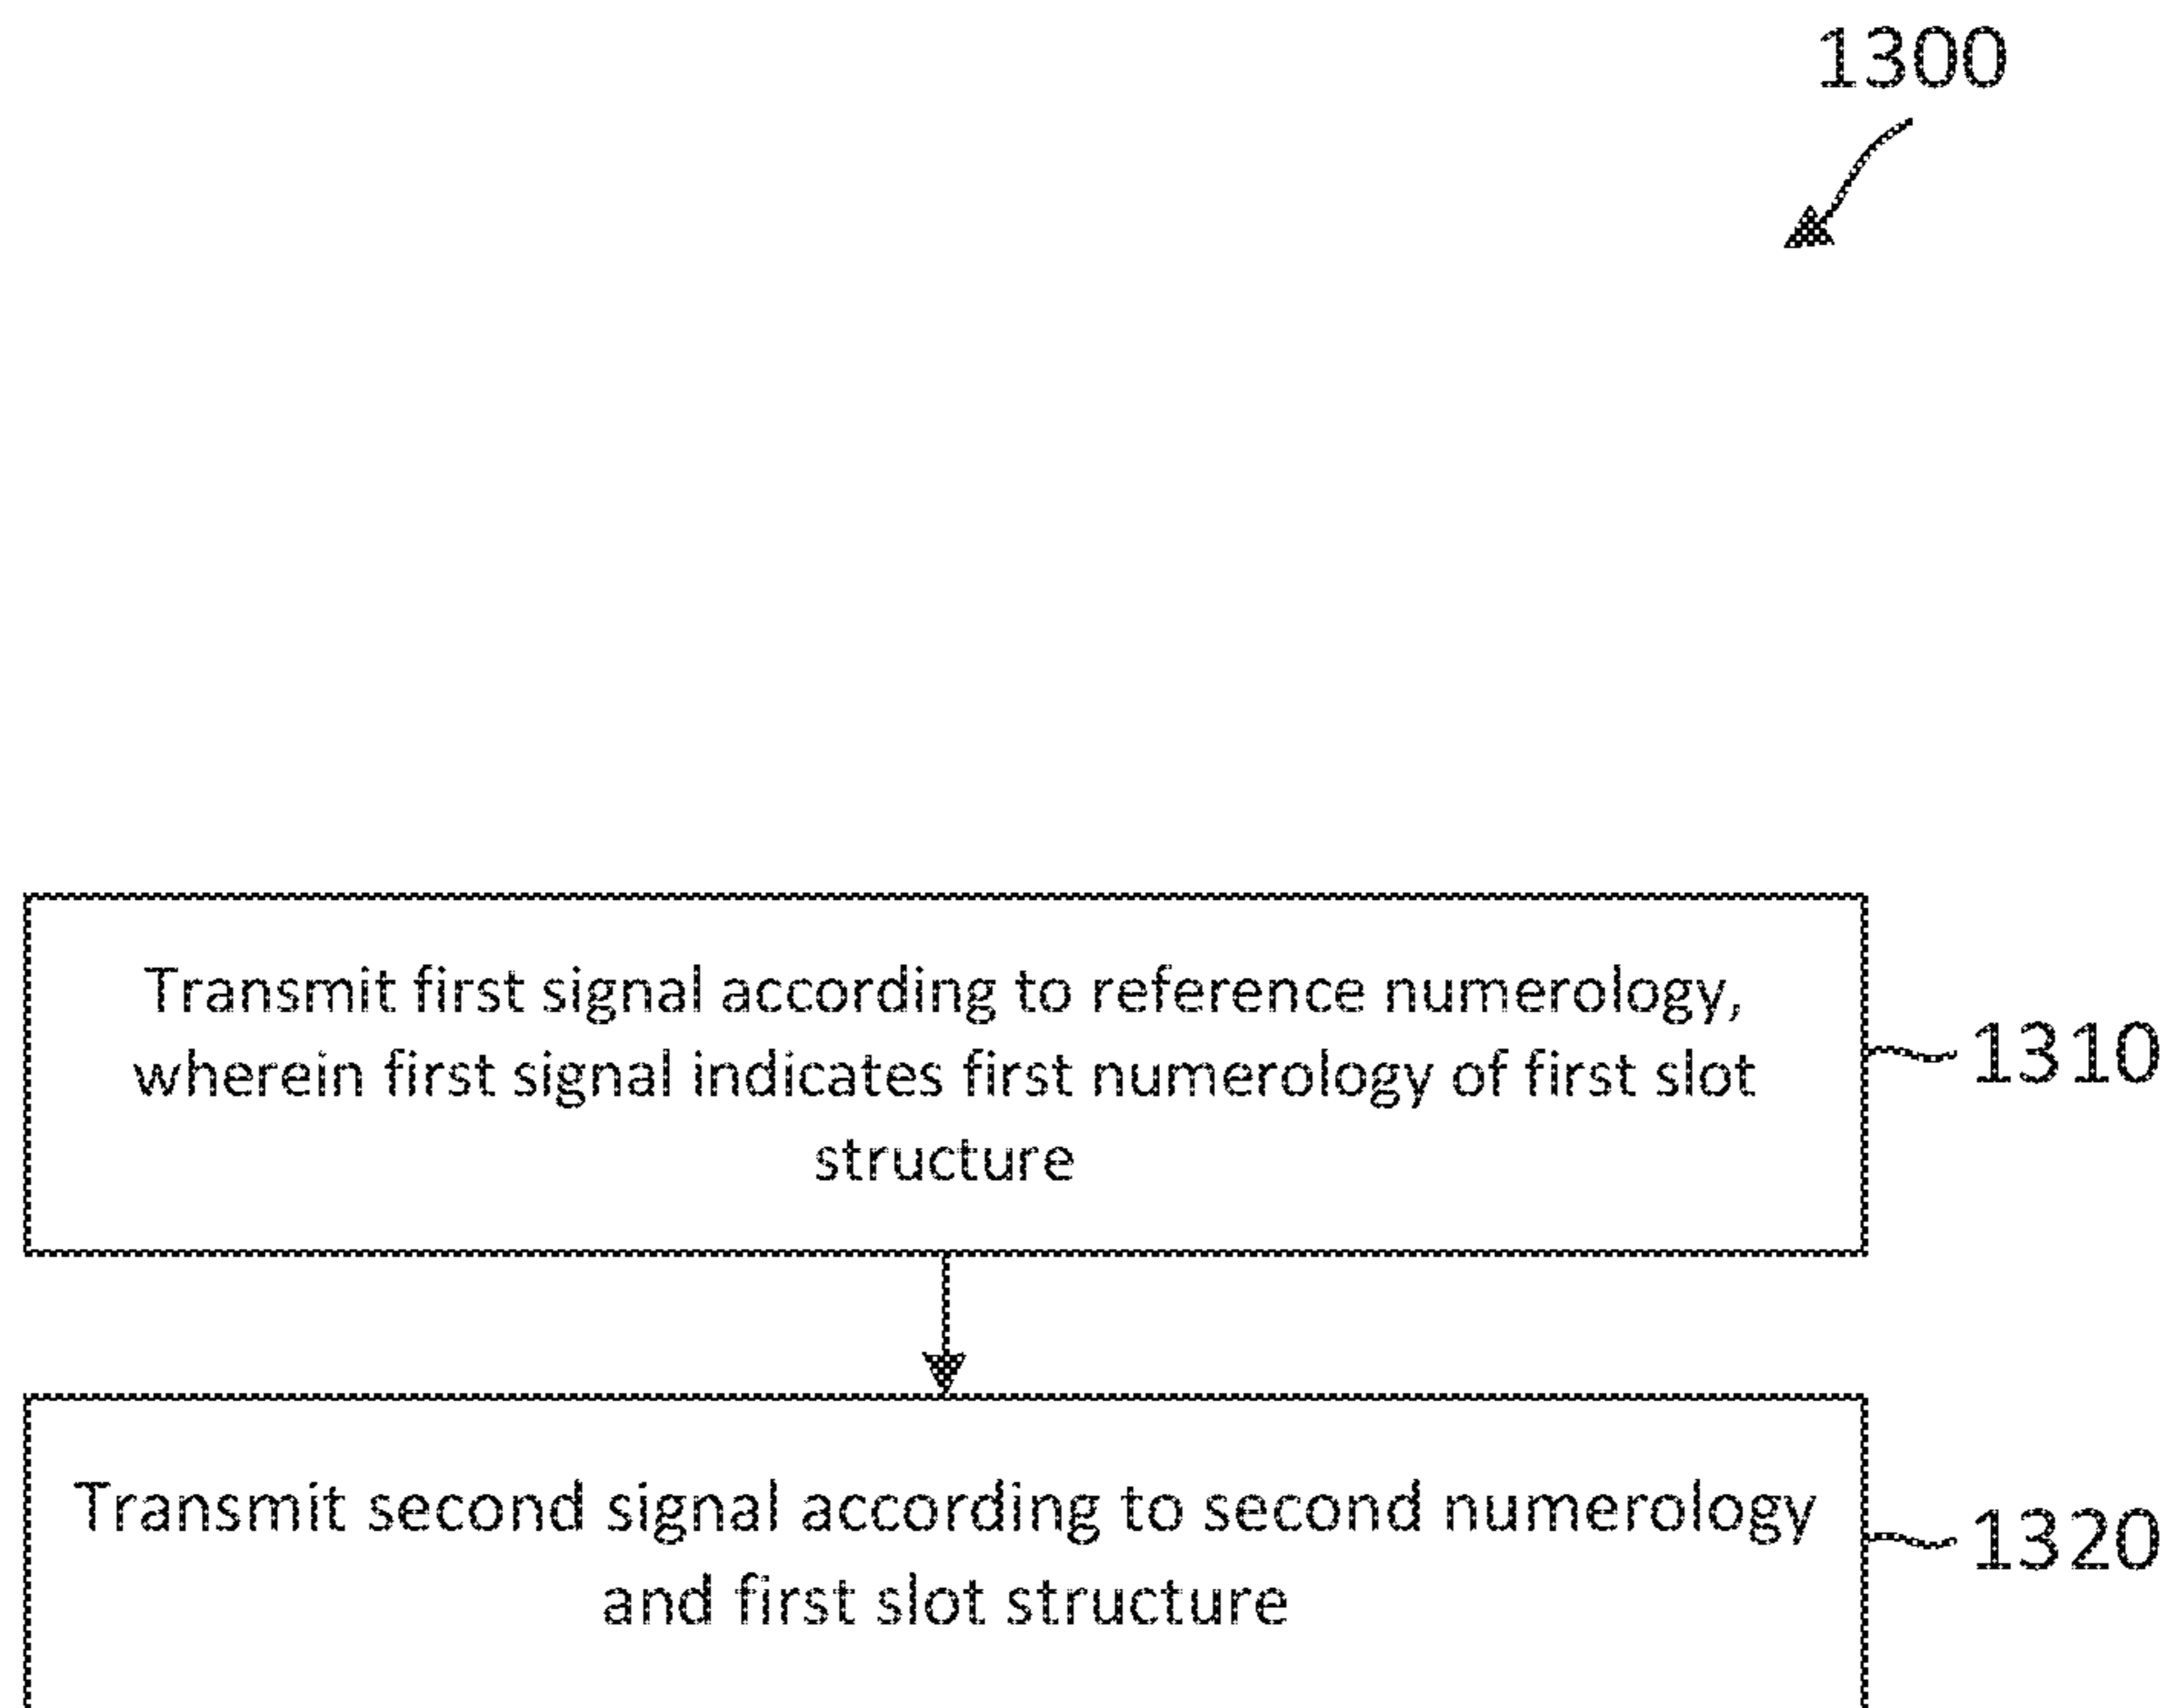 1300
Transmit first signal according to reference numerology,
wherein first signal indicates first numerology of first slot
structure
1310
Transmit second signal according to second numerology
and first slot structure
1320